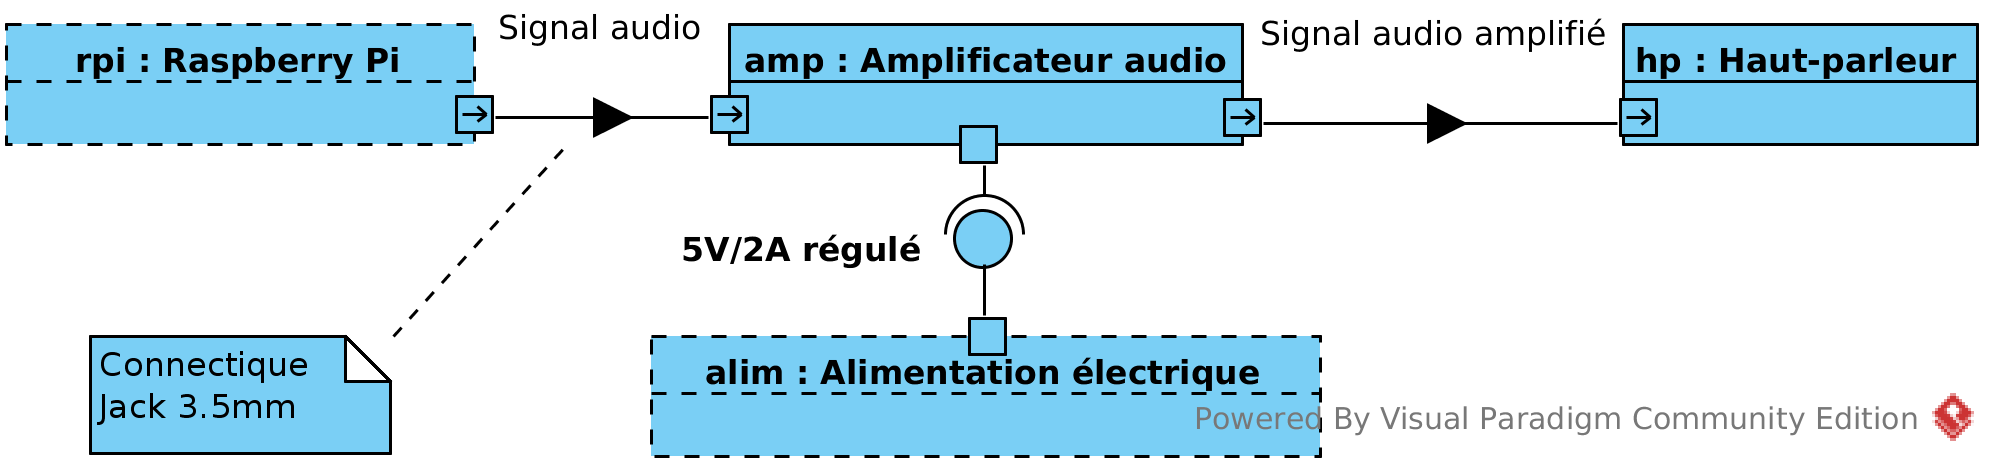 Signal audio
Signal audio amplifié
rpi : Raspberry Pi
amp : Amplificateur audio
hp : Haut-parleur
5V/2A régulé
Connectique
Jack 3.5mm
alim : Alimentation électrique
Powered By Visual Paradigm Community Edition